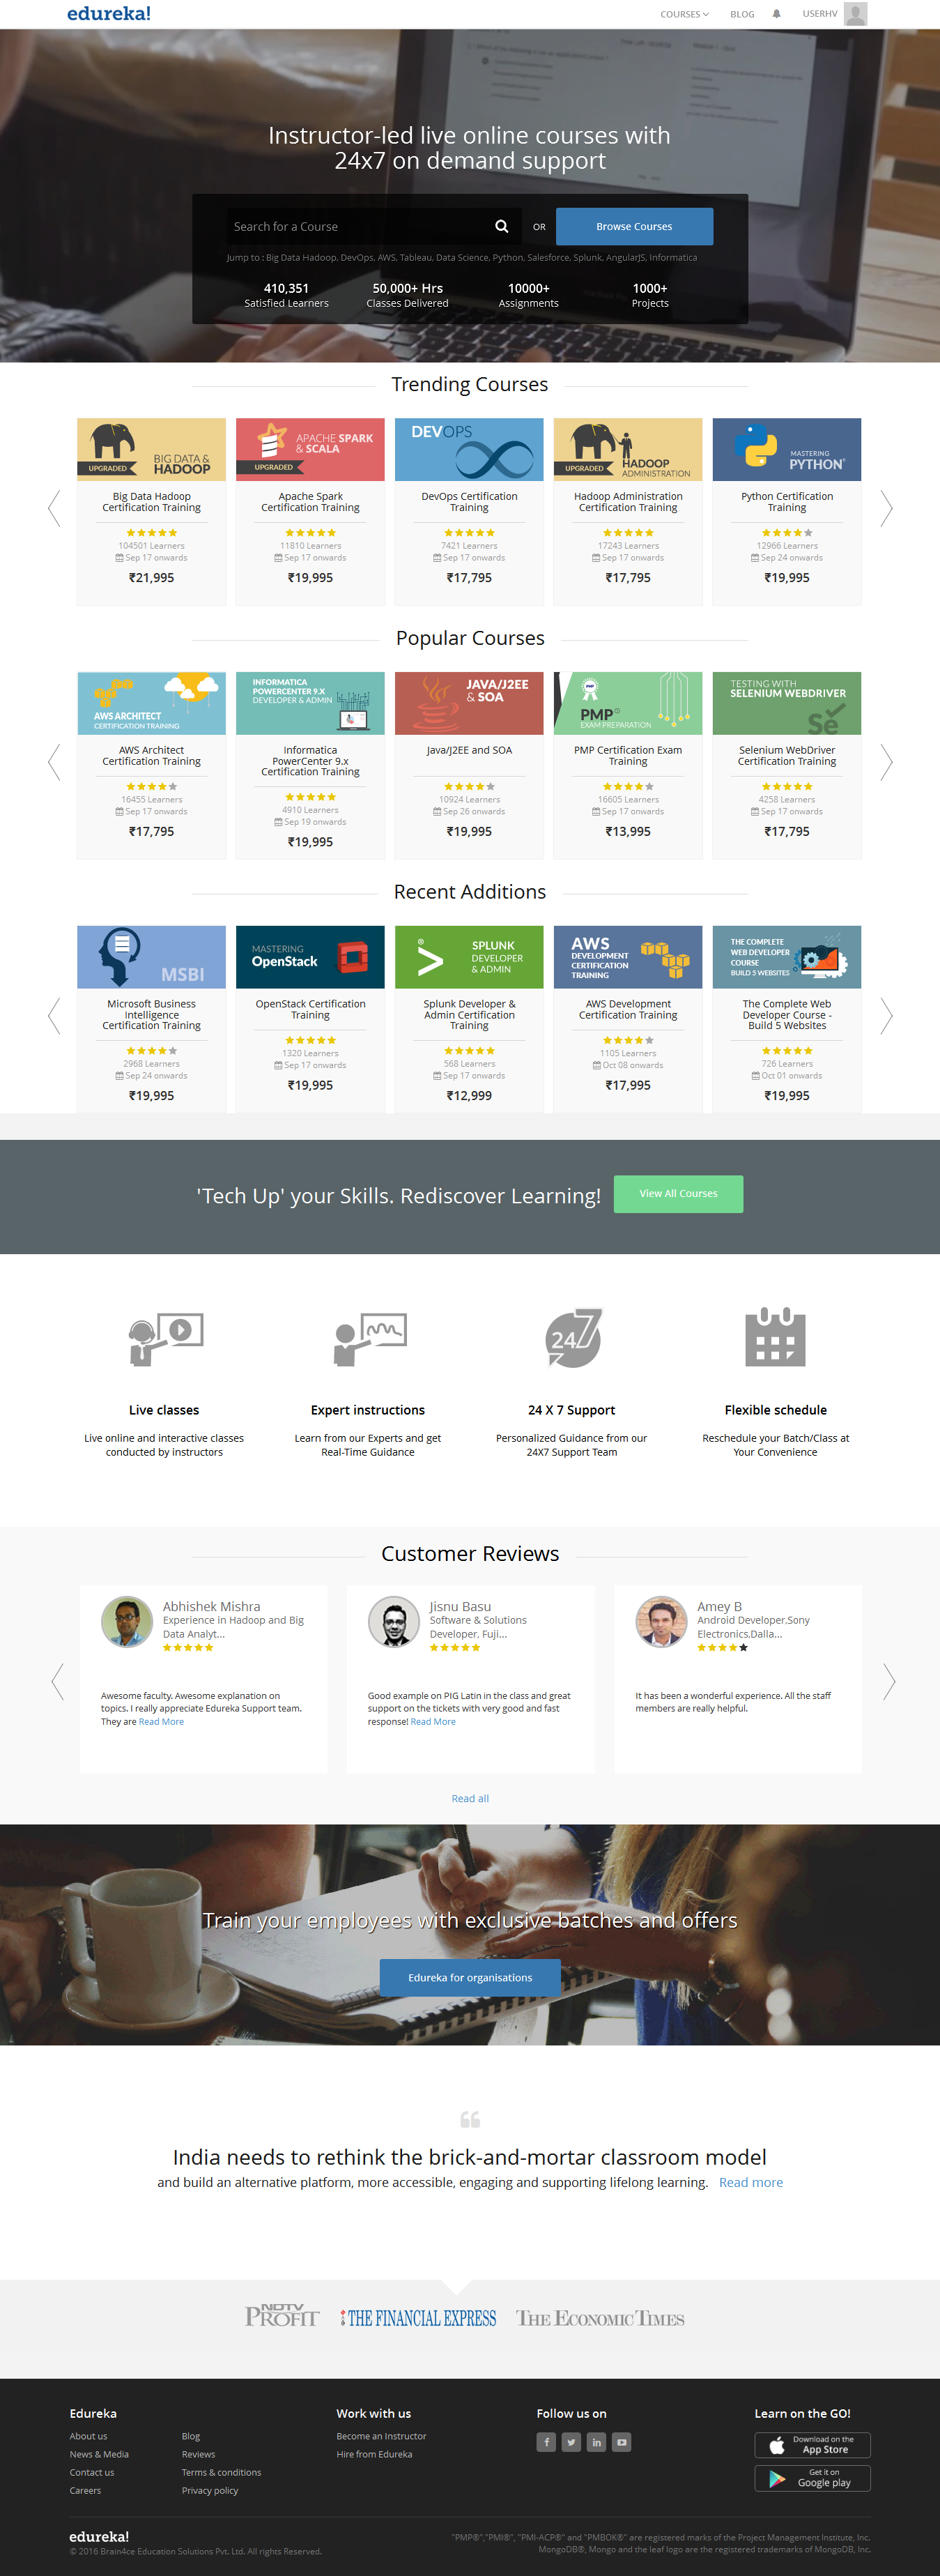 edureka!
COURSES
BLOG
USERHV
Instructor-led live online courses with
24x7 on demand support
Search for a Course
OR
Browse Courses
Jump to : Big Data Hadoop, DevOps, AWS, Tableau, Data Science, Python, Salesforce, Splunk, AngularJS, Informatica
410,351
Satisfied Learners
50,000+ Hrs
Classes Delivered
10000+
Assignments
1000+
Projects
Trending Courses
UPGRADED
BIG DATA &
HADOOP
Big Data Hadoop
Certification Training
104501 Learners
Sep 17 onwards
₹21,995
APACHE SPARK
& SCALA
UPGRADED
Apache Spark
Certification Training
11810 Learners
Sep 17 onwards
₹19,995
DEVOPS
DevOps Certification
Training
7421 Learners
Sep 17 onwards
₹17,795
UPGRADED
HADOOP
ADMINISTRATION
Hadoop Administration
Certification Training
17243 Learners
Sep 17 onwards
₹17,795
MASTERING
PYTHON
Python Certification
Training
12966 Learners
Sep 24 onwards
₹19,995
Popular Courses
AWS ARCHITECT
CERTIFICATION TRAINING
AWS Architect
Certification Training
16455 Learners
Sep 17 onwards
₹17,795
INFORMATICA
POWERCENTER 9.X
DEVELOPER & ADMIN
Informatica
PowerCenter 9.x
Certification Training
4910 Learners
Sep 19 onwards
₹19,995
JAVA/J2EE
& SOA
Java/J2EE and SOA
10924 Learners
Sep 26 onwards
₹19,995
PMP
PMP®
EXAM PREPARATION
PMP Certification Exam
Training
16605 Learners
Sep 17 onwards
₹13,995
TESTING WITH
SELENIUM WEBDRIVER
Se
Selenium WebDriver
Certification Training
4258 Learners
Sep 17 onwards
₹17,795
Recent Additions
MSBI
Microsoft Business
Intelligence
Certification Training
2968 Learners
Sep 24 onwards
₹19,995
MASTERING
OpenStack
OpenStack Certification
Training
1320 Learners
Sep 17 onwards
₹19,995
SPLUNK
DEVELOPER
& ADMIN
Splunk Developer &
Admin Certification
Training
568 Learners
Sep 17 onwards
₹12,999
AWS
DEVELOPMENT
CERTIFICATION
TRAINING
AWS Development
Certification Training
1105 Learners
Oct 08 onwards
₹17,995
THE COMPLETE
WEB DEVELOPER
COURSE
BUILD 5 WEBSITES
The Complete Web
Developer Course -
Build 5 Websites
726 Learners
Oct 01 onwards
₹19,995
'Tech Up' your Skills. Rediscover Learning!
View All Courses
24 7
Live classes
Live online and interactive classes
conducted by instructors
Expert instructions
Learn from our Experts and get
Real-Time Guidance
24 X 7 Support
Personalized Guidance from our
24X7 Support Team
Flexible schedule
Reschedule your Batch/Class at
Your Convenience
Customer Reviews
Abhishek Mishra
Experience in Hadoop and Big
Data Analyt...
Awesome faculty. Awesome explanation on
topics. I really appreciate Edureka Support team.
They are Read More
Jisnu Basu
Software & Solutions
Developer, Fuji...
Good example on PIG Latin in the class and great
support on the tickets with very good and fast
response! Read More
Amey B
Android Developer,Sony
Electronics,Dalla...
It has been a wonderful experience. All the staff
members are really helpful.
Read all
Train your employees with exclusive batches and offers
Edureka for organisations
India needs to rethink the brick-and-mortar classroom model
and build an alternative platform, more accessible, engaging and supporting lifelong learning. Read more
NDTV
PROFIT
THE FINANCIAL EXPRESS
THE ECONOMIC TIMES
Edureka
About us
News & Media
Contact us
Careers
Blog
Reviews
Terms & conditions
Privacy policy
Work with us
Become an Instructor
Hire from Edureka
Follow us on
Learn on the GO!
Download on the
App Store
Get it on
Google play
edureka!
© 2016 Brain4ce Education Solutions Pvt. Ltd. All rights Reserved.
"PMP®","PMI®", "PMI-ACP®" and "PMBOK®" are registered marks of the Project Management Institute, Inc.
MongoDB®, Mongo and the leaf logo are the registered trademarks of MongoDB, Inc.